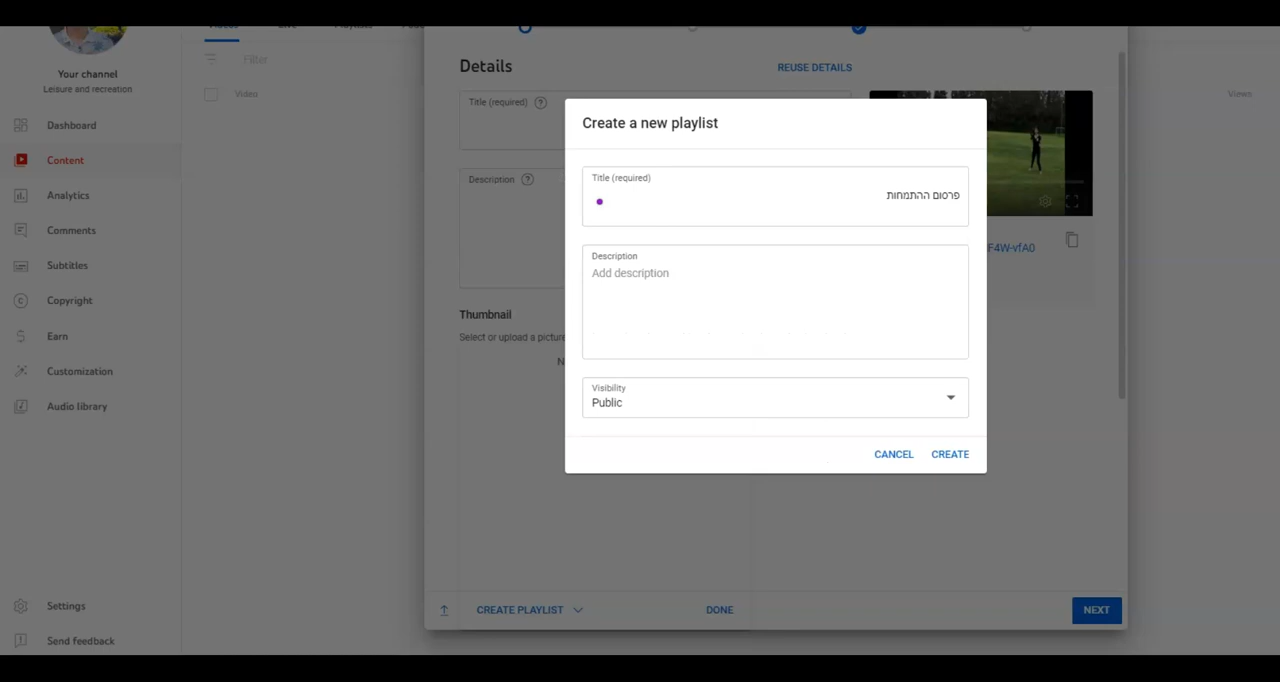 Your channel
Leisure and recreation
Dashboard
Content
Analytics
Comments
Subtitles
Copyright
Earn
Customization
Audio library
Settings
Send feedback
Filter
Video
Views
Details
REUSE DETAILS
Title (required)
Description
Thumbnail
Select or upload a picture
F4W-vfA0
Create a new playlist
Title (required)
פרסום ההתמחות
Description
Add description
Visibility
Public
CANCEL
CREATE
CREATE PLAYLIST
DONE
NEXT